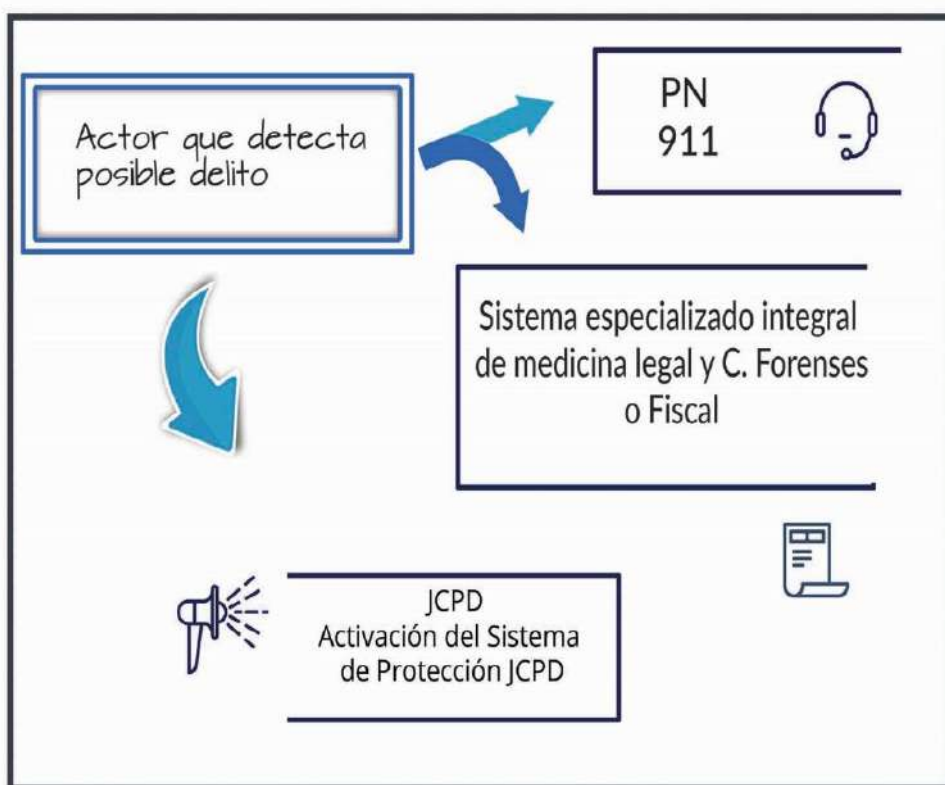 Actor que detecta
posible delito
PN
911
Sistema especializado integral
de medicina legal y C. Forenses
o Fiscal
JCPD
Activación del Sistema
de Protección JCPD